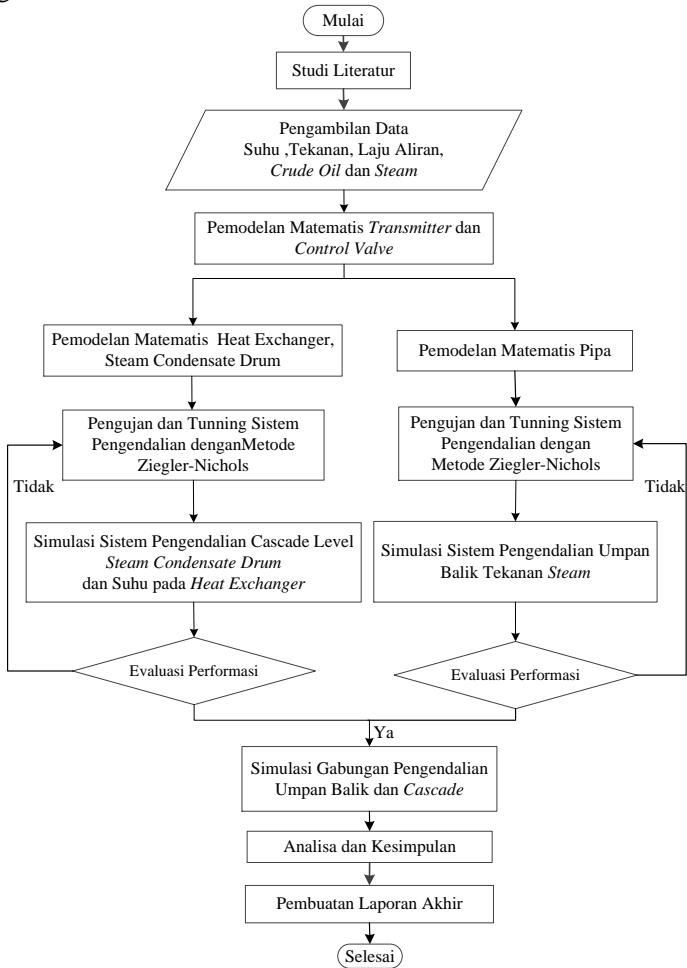 Mulai
Studi Literatur
Pengambilan Data
Suhu ,Tekanan, Laju Aliran,
Crude Oil dan Steam
Pemodelan Matematis Transmitter dan
Control Valve
Pemodelan Matematis  Heat Exchanger,
Steam Condensate Drum
Pemodelan Matematis Pipa
Pengujan dan Tunning Sistem
Pengendalian denganMetode
Ziegler-Nichols
Pengujan dan Tunning Sistem
Pengendalian dengan
Metode Ziegler-Nichols
Tidak
Tidak
Simulasi Sistem Pengendalian Cascade Level
Steam Condensate Drum
dan Suhu pada Heat Exchanger
Simulasi Sistem Pengendalian Umpan
Balik Tekanan Steam
Evaluasi Performasi
Evaluasi Performasi
Ya
Simulasi Gabungan Pengendalian
Umpan Balik dan Cascade
Analisa dan Kesimpulan
Pembuatan Laporan Akhir
Selesai